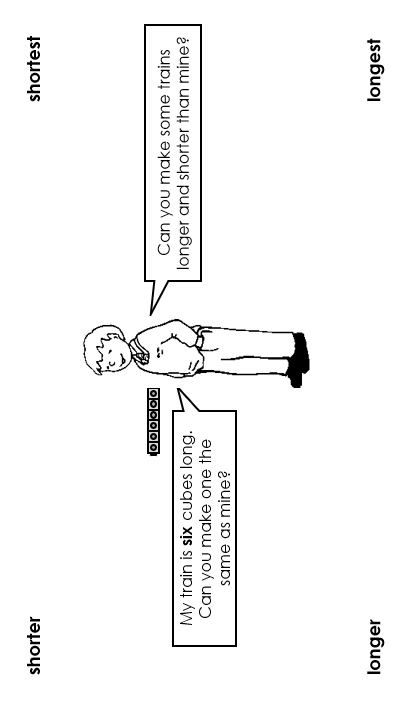 shorter
shortest
My train is six cubes long.
Can you make one the
same as mine?
Can you make some trains
longer and shorter than mine?
longer
longest